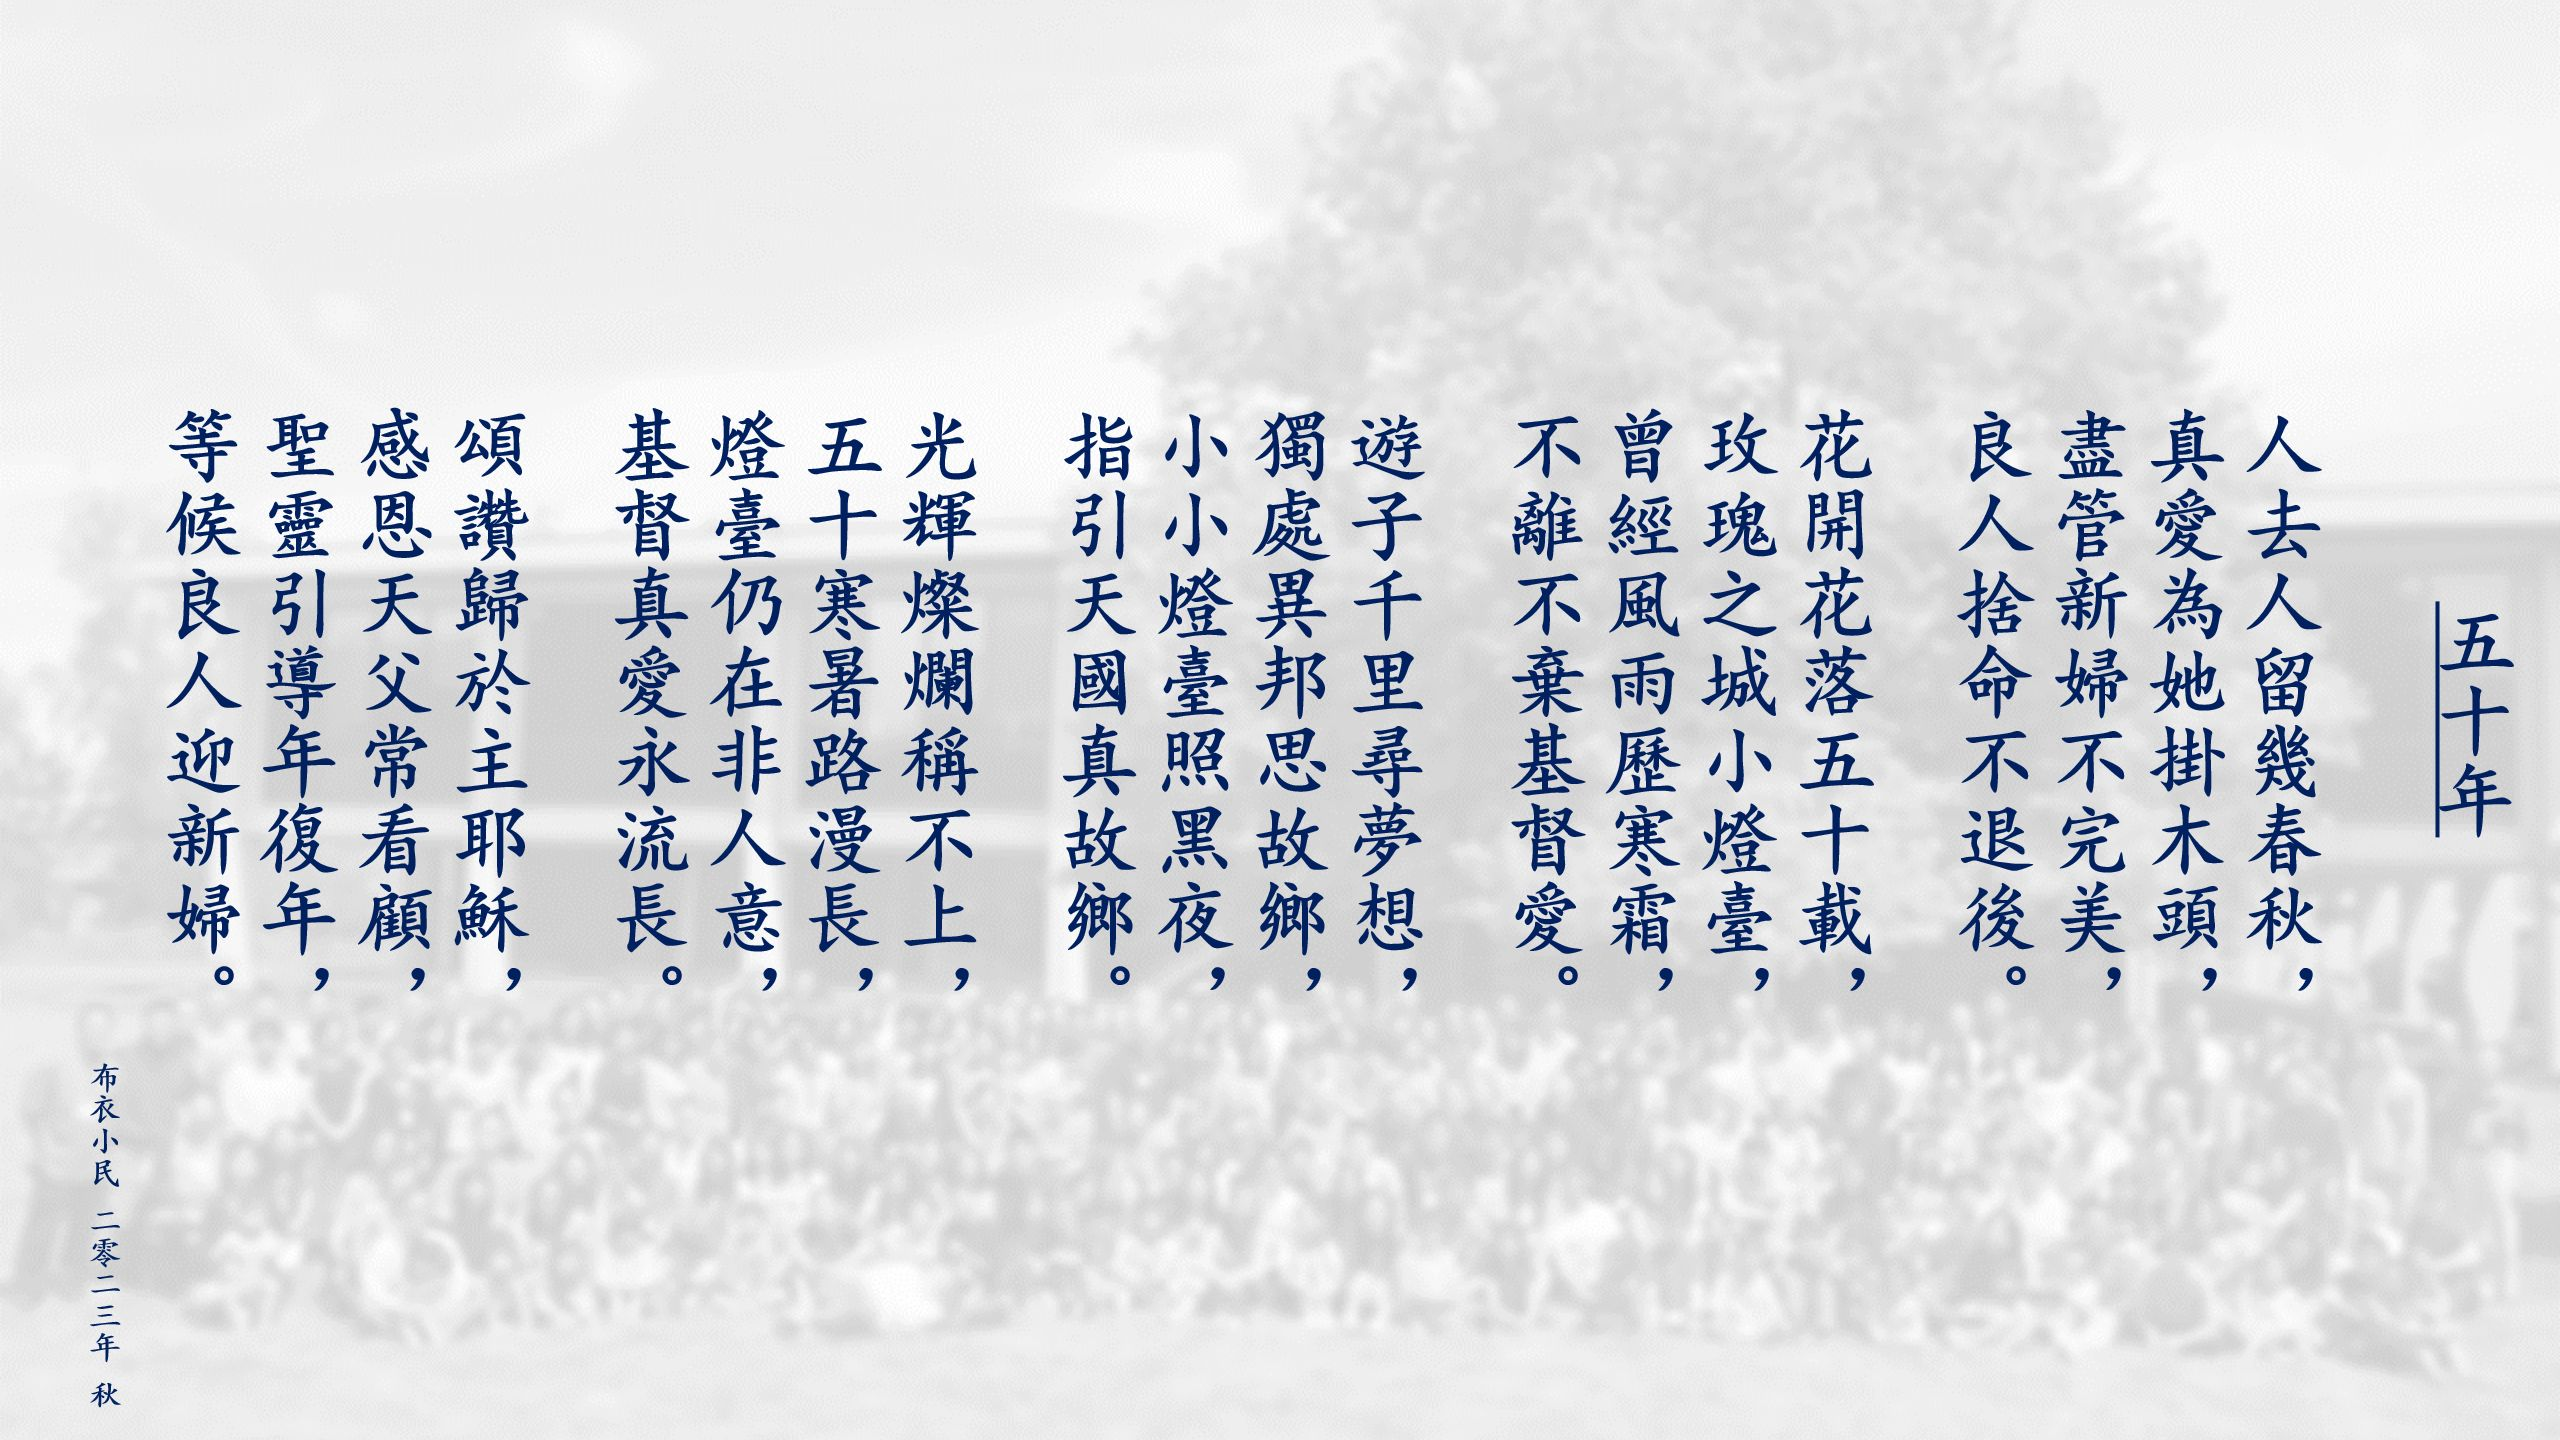 五十年
人去人留幾春秋，
真愛為她掛木頭，
盡管新婦不完美，
良人捨命不退後。
花開花落五十載，
玫瑰之城小燈臺，
曾經風雨歷寒霜，
不離不棄基督愛。
遊子千里尋夢想，
獨處異邦思故鄉，
小小燈臺照黑夜，
指引天國真故鄉。
光輝燦爛稱不上，
五十寒暑路漫長，
燈臺仍在非人意，
基督真愛永流長。
頌讚歸於主耶穌，
感恩天父常看顧，
聖靈引導年復年，
等候良人迎新婦。
布衣小民 二零二三年 秋